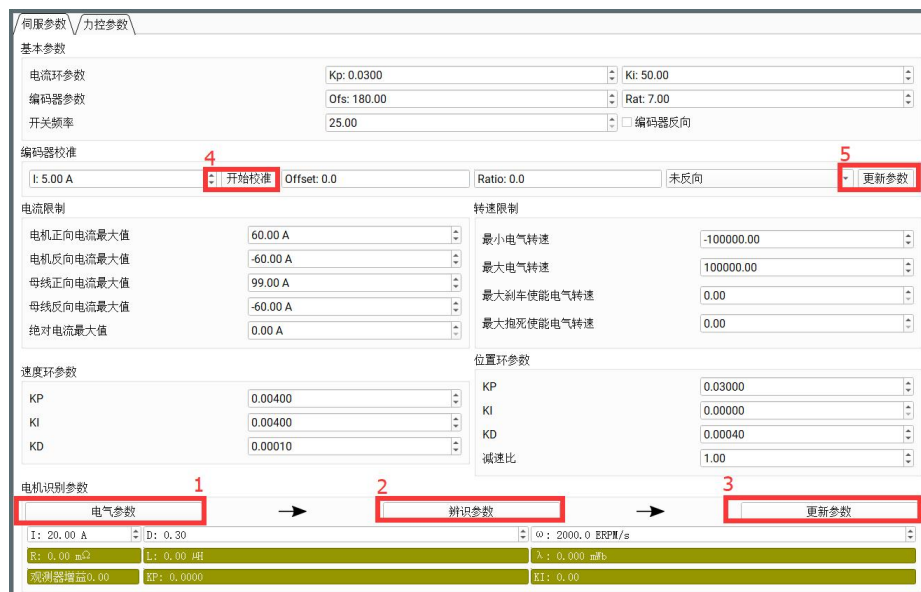 伺服参数 力控参数
基本参数
电流环参数 Kp: 0.0300 Ki: 50.00
编码器参数 Ofs: 180.00 Rat: 7.00
开关频率 25.00 编码器反向
编码器校准 4 5
I: 5.00 A 开始校准 Offset: 0.0 Ratio: 0.0 未反向 更新参数
电流限制
电机正向电流最大值 60.00 A
电机反向电流最大值 -60.00 A
母线正向电流最大值 99.00 A
母线反向电流最大值 -60.00 A
绝对电流最大值 0.00 A
转速限制
最小电气转速 -100000.00
最大电气转速 100000.00
最大刹车使能电气转速 0.00
最大抱死使能电气转速 0.00
速度环参数
KP 0.00400
KI 0.00400
KD 0.00010
位置环参数
KP 0.03000
KI 0.00000
KD 0.00040
减速比 1.00
电机识别参数 1 2 3
电气参数 辨识参数 更新参数
I: 20.00 A D: 0.30 ω: 2000.0 ERPM/s
R: 0.00 mΩ L: 0.00 μH λ: 0.000 mWb
观测器增益0.00 KP: 0.0000 KI: 0.00